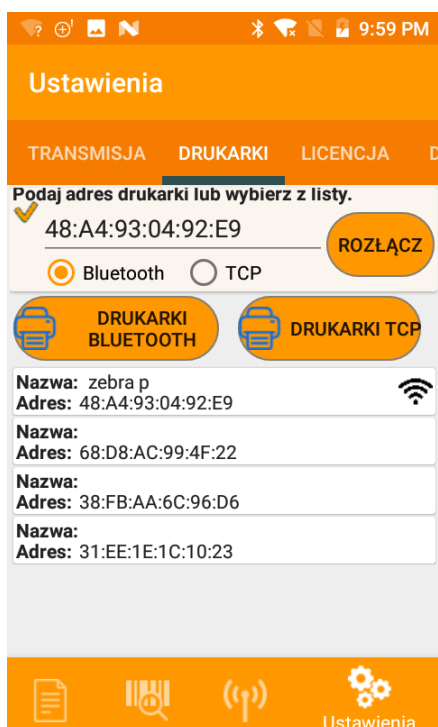 9:59 PM
Ustawienia
TRANSMISJA DRUKARKI LICENCJA D
Podaj adres drukarki lub wybierz z listy.
48:A4:93:04:92:E9
ROZŁĄCZ
Bluetooth TCP
DRUKARKI
BLUETOOTH
DRUKARKI TCP
Nazwa: zebra p
Adres: 48:A4:93:04:92:E9
Nazwa:
Adres: 68:D8:AC:99:4F:22
Nazwa:
Adres: 38:FB:AA:6C:96:D6
Nazwa:
Adres: 31:EE:1E:1C:10:23
Ustawienia